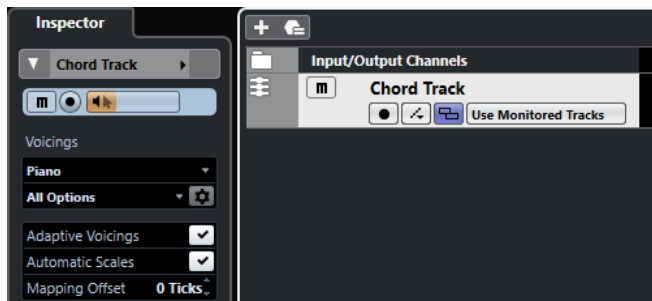 Inspector
Chord Track
m
Voicings
Piano
All Options
Adaptive Voicings
Automatic Scales
Mapping Offset 0 Ticks
Input/Output Channels
m Chord Track
Use Monitored Tracks